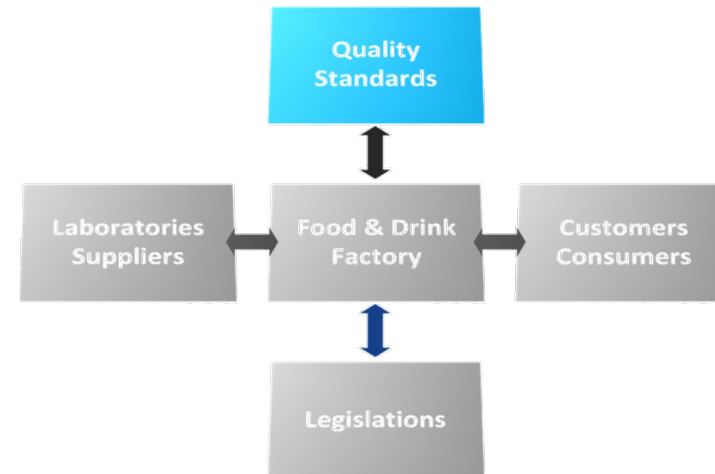 Quality
Standards
Laboratories
Suppliers
Food & Drink
Factory
Customers
Consumers
Legislations